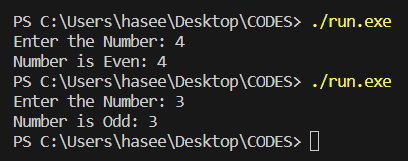 PS C:\Users\hasee\Desktop\CODES> ./run.exe
Enter the Number: 4
Number is Even: 4
PS C:\Users\hasee\Desktop\CODES> ./run.exe
Enter the Number: 3
Number is Odd: 3
PS C:\Users\hasee\Desktop\CODES>